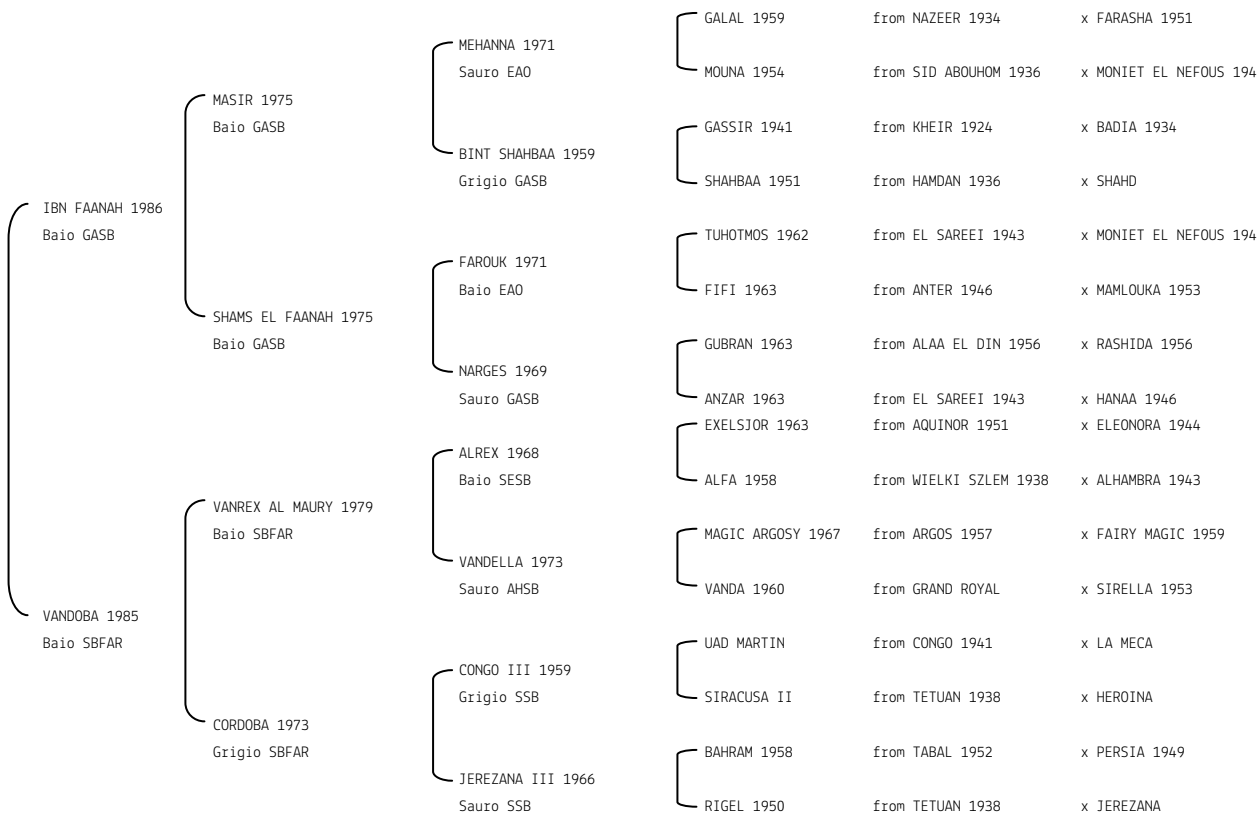 GALAL 1959 from NAZEER 1934 x FARASHA 1951
MEHANNA 1971
Sauro EAO MOUNA 1954 from SID ABOUHOM 1936 x MONIET EL NEFOUS 194
MASIR 1975
Baio GASB GASSIR 1941 from KHEIR 1924 x BADIA 1934
BINT SHAHBAA 1959
Grigio GASB SHAHBAA 1951 from HAMDAN 1936 x SHAHD
IBN FAANAH 1986
Baio GASB TUHOTMOS 1962 from EL SAREEI 1943 x MONIET EL NEFOUS 194
FAROUK 1971
Baio EAO FIFI 1963 from ANTER 1946 x MAMLOUKA 1953
SHAMS EL FAANAH 1975
Baio GASB GUBRAN 1963 from ALAA EL DIN 1956 x RASHIDA 1956
NARGES 1969
Sauro GASB ANZAR 1963 from EL SAREEI 1943 x HANAA 1946
EXELSJOR 1963 from AQUINOR 1951 x ELEONORA 1944
ALREX 1968
Baio SESB ALFA 1958 from WIELKI SZLEM 1938 x ALHAMBRA 1943
VANREX AL MAURY 1979
Baio SBFAR MAGIC ARGOSY 1967 from ARGOS 1957 x FAIRY MAGIC 1959
VANDELLA 1973
Sauro AHSB VANDA 1960 from GRAND ROYAL x SIRELLA 1953
VANDOBA 1985
Baio SBFAR UAD MARTIN from CONGO 1941 x LA MECA
CONGO III 1959
Grigio SSB SIRACUSA II from TETUAN 1938 x HEROINA
CORDOBA 1973
Grigio SBFAR BAHRAM 1958 from TABAL 1952 x PERSIA 1949
JEREZANA III 1966
Sauro SSB RIGEL 1950 from TETUAN 1938 x JEREZANA